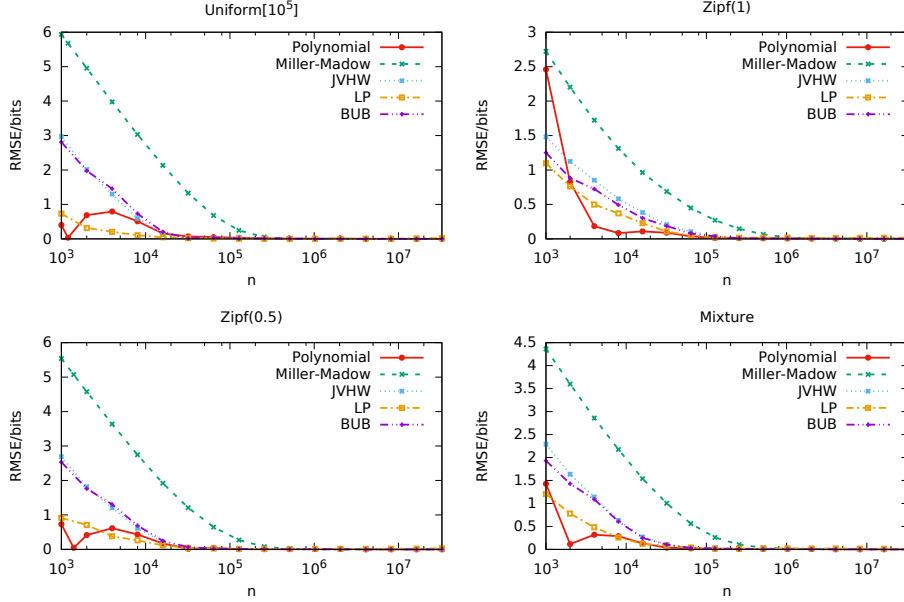 Uniform[10⁵]
RMSE/bits
6
5
4
3
2
1
0
Polynomial
Miller-Madow
JVHW
LP
BUB
10³ 10⁴ 10⁵ 10⁶ 10⁷
n
Zipf(1)
RMSE/bits
3
2.5
2
1.5
1
0.5
0
Polynomial
Miller-Madow
JVHW
LP
BUB
10³ 10⁴ 10⁵ 10⁶ 10⁷
n
Zipf(0.5)
RMSE/bits
6
5
4
3
2
1
0
Polynomial
Miller-Madow
JVHW
LP
BUB
10³ 10⁴ 10⁵ 10⁶ 10⁷
n
Mixture
RMSE/bits
4.5
4
3.5
3
2.5
2
1.5
1
0.5
0
Polynomial
Miller-Madow
JVHW
LP
BUB
10³ 10⁴ 10⁵ 10⁶ 10⁷
n